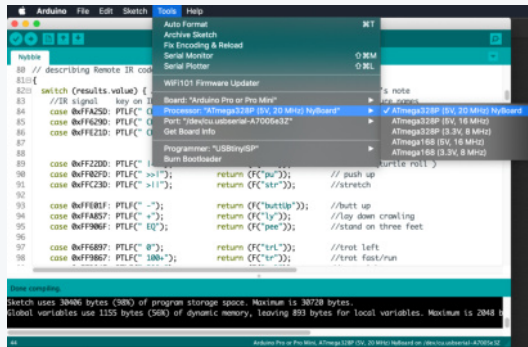 Arduino File Edit Sketch Tools Help
Auto Format ⌘T
Archive Sketch
Fix Encoding & Reload
Serial Monitor ⇧⌘M
Serial Plotter ⇧⌘L
WiFi101 Firmware Updater
Board: "Arduino Pro or Pro Mini"
Processor: "ATmega328P (5V, 20 MHz) NyBoard"
Port: "/dev/cu.usbserial-A7005e3Z"
Get Board Info
Programmer: "USBtinyISP"
Burn Bootloader
✓ ATmega328P (5V, 20 MHz) NyBoard
ATmega328P (5V, 16 MHz)
ATmega328P (3.3V, 8 MHz)
ATmega168 (5V, 16 MHz)
ATmega168 (3.3V, 8 MHz)
Nybble
80 // describing Remote IR cod
81 {
82 switch (results.value) { 's note
83 //IR signal key on I ure names
84 case 0xFFA25D: PTLF(" C
85 case 0xFF629D: PTLF(" C
86 case 0xFFE21D: PTLF(" C
87
88
89 case 0xFF22DD: PTLF(" turtle roll )
90 case 0xFF02FD: PTLF(" >>|"); return (F("pu")); // push up
91 case 0xFFC23D: PTLF(" >||"); return (F("str")); //stretch
92
93 case 0xFFE01F: PTLF(" -"); return (F("buttUp")); //butt up
94 case 0xFFA857: PTLF(" +"); return (F("ly")); //lay down crawling
95 case 0xFF906F: PTLF(" EQ"); return (F("pee")); //stand on three feet
96
97 case 0xFF6897: PTLF(" 0"); return (F("trL")); //trot left
98 case 0xFF9867: PTLF(" 100+"); return (F("tr")); //trot fast/run
Done compiling.
Sketch uses 30406 bytes (98%) of program storage space. Maximum is 30720 bytes.
Global variables use 1155 bytes (56%) of dynamic memory, leaving 893 bytes for local variables. Maximum is 2048 b
44 Arduino Pro or Pro Mini, ATmega328P (5V, 20 MHz) NyBoard on /dev/cu.usbserial-A7005e3Z